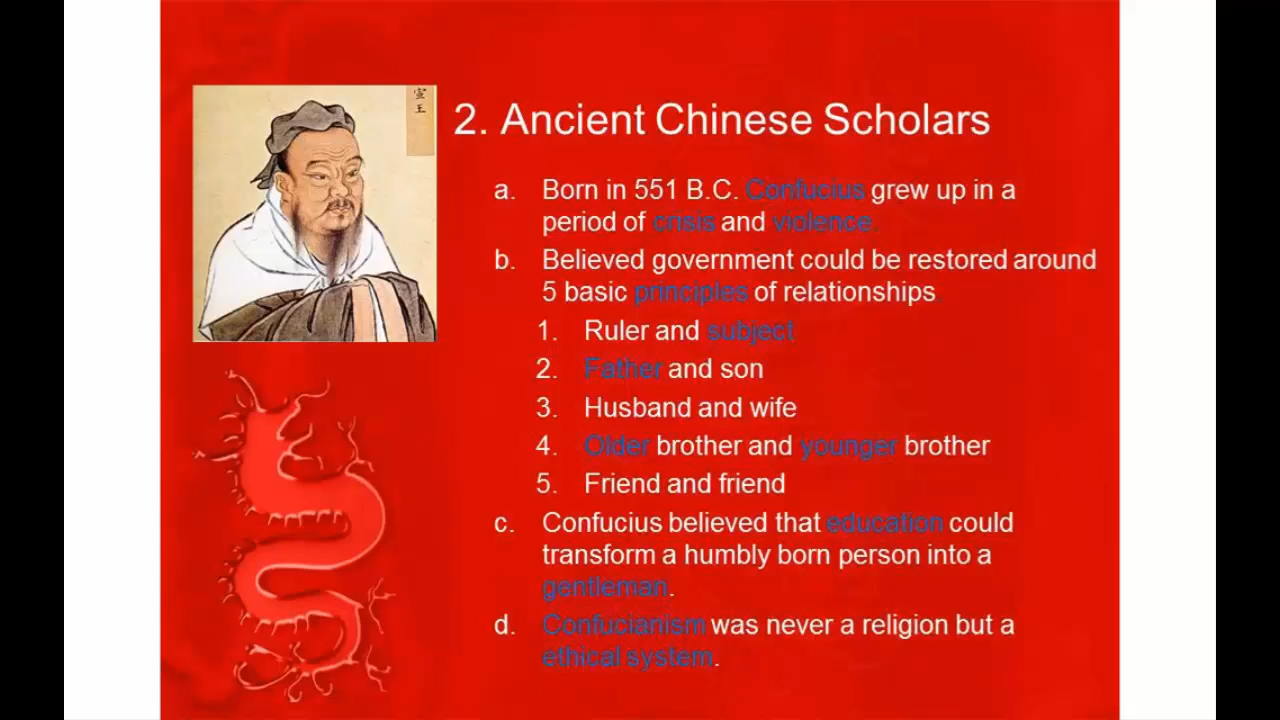 宣
王
2. Ancient Chinese Scholars
a. Born in 551 B.C. Confucius grew up in a
period of crisis and violence.
b. Believed government could be restored around
5 basic principles of relationships.
1. Ruler and subject
2. Father and son
3. Husband and wife
4. Older brother and younger brother
5. Friend and friend
c. Confucius believed that education could
transform a humbly born person into a
gentleman.
d. Confucianism was never a religion but a
ethical system.